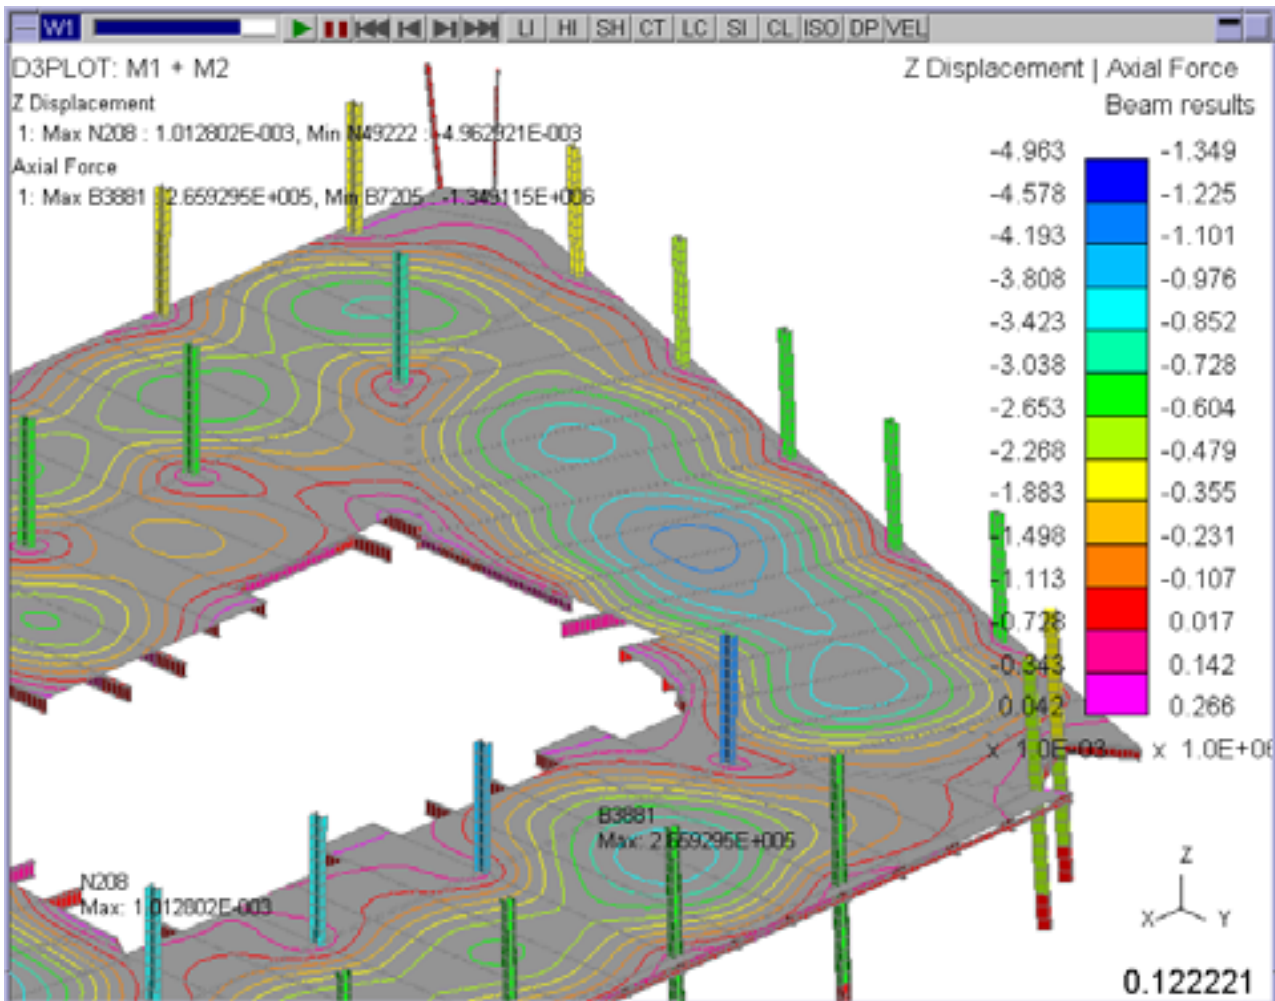 W1 LI HI SH CT LC SI CL ISO DP VEL
D3PLOT: M1 + M2
Z Displacement
1: Max N208 : 1.012802E-003, Min N49222 : -4.962921E-003
Axial Force
1: Max B3881 : 2.659295E+005, Min B7205 : -1.349115E+006
Z Displacement | Axial Force
Beam results
-4.963 -1.349
-4.578 -1.225
-4.193 -1.101
-3.808 -0.976
-3.423 -0.852
-3.038 -0.728
-2.653 -0.604
-2.268 -0.479
-1.883 -0.355
-1.498 -0.231
-1.113 -0.107
-0.728 0.017
-0.343 0.142
0.042 0.266
x 1.0E-03 x 1.0E+06
B3881
Max: 2.659295E+005
N208
Max: 1.012802E-003
Z
X Y
0.122221